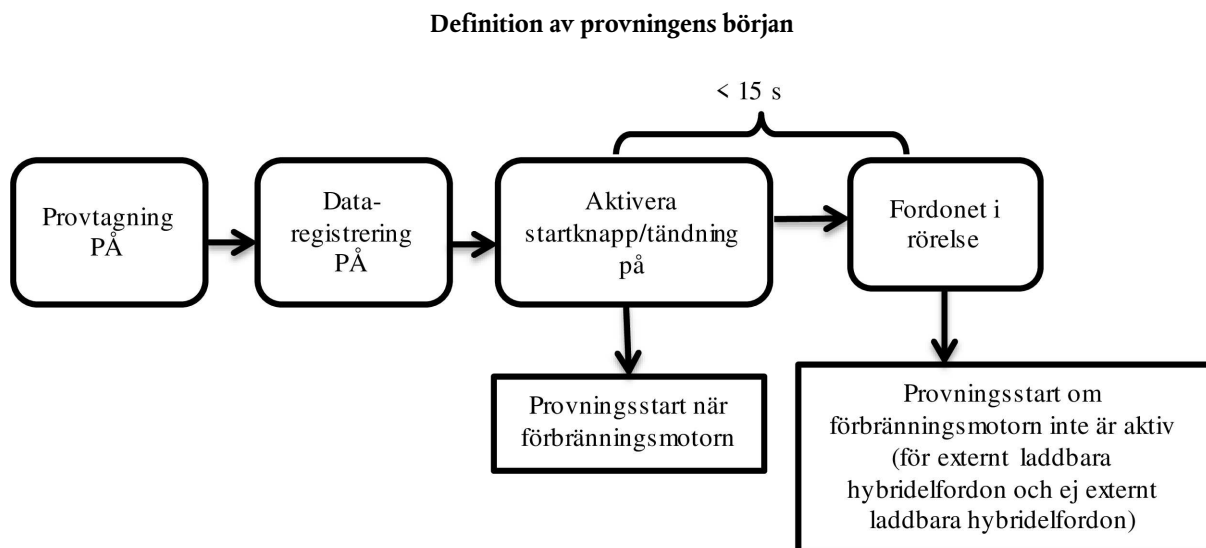 Definition av provningens början
< 15 s
Provtagning
PÅ
Data-
registrering
PÅ
Aktivera
startknapp/tändning
på
Fordonet i
rörelse
Provningsstart när
förbränningsmotorn
Provningsstart om
förbränningsmotorn inte är aktiv
(för externt laddbara
hybridelfordon och ej externt
laddbara hybridelfordon)